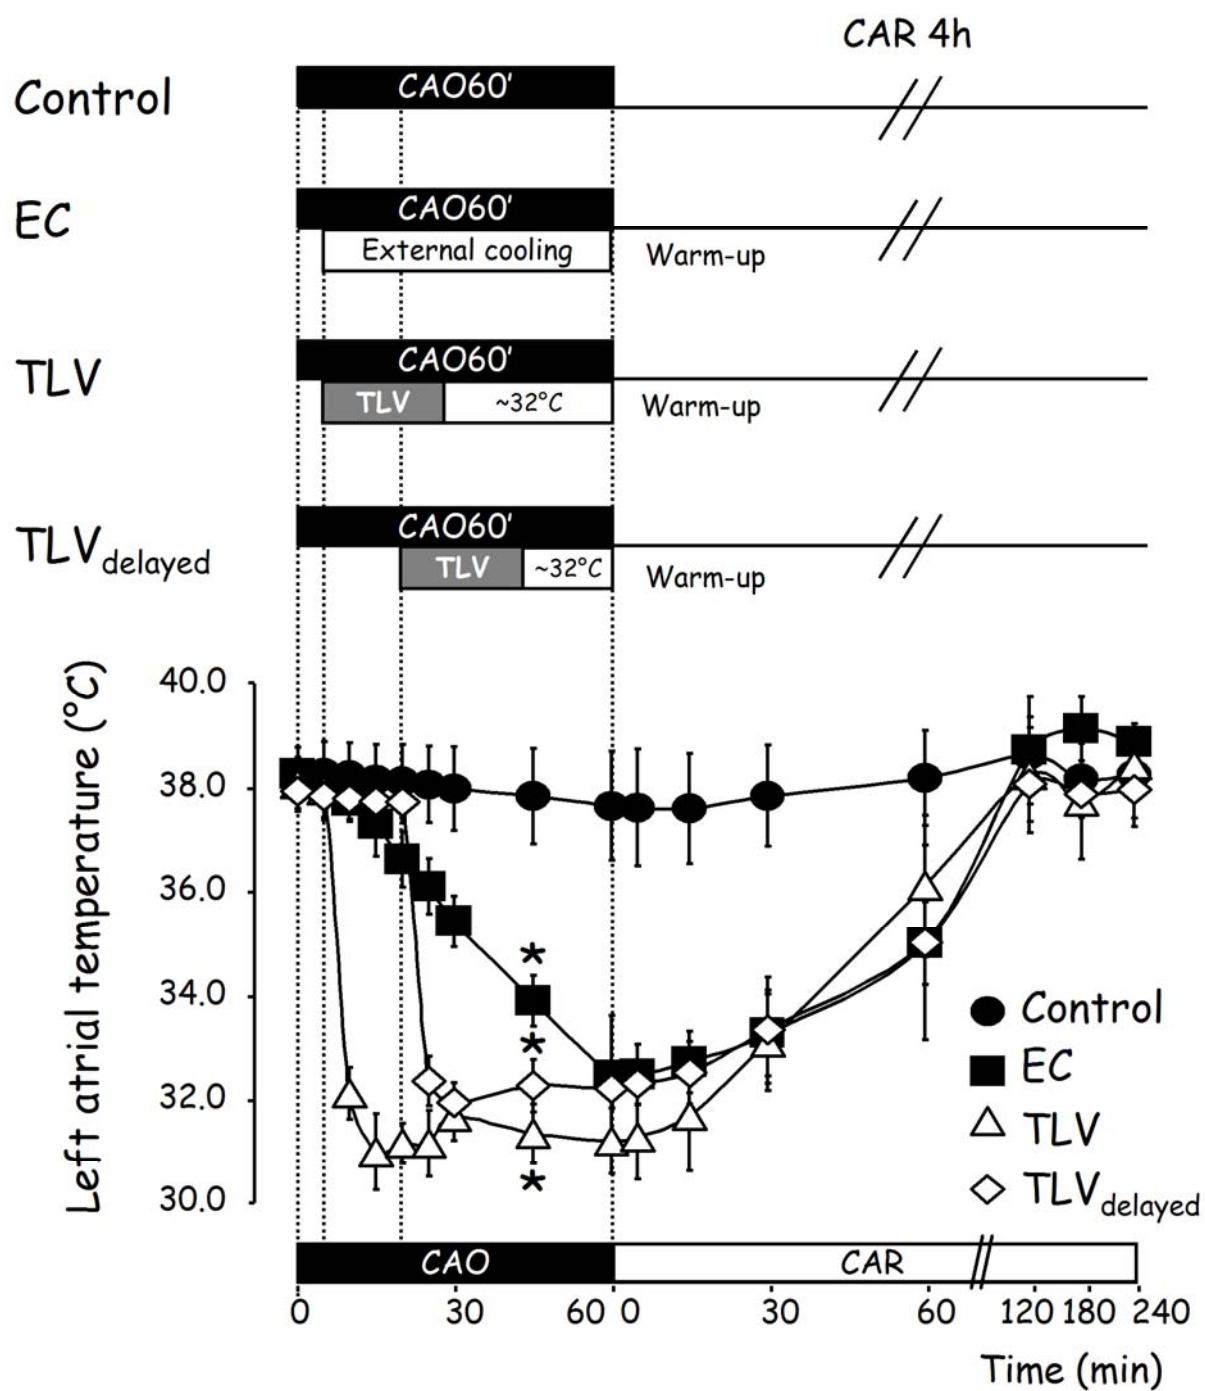 CAR 4h
Control
CAO60'
EC
CAO60'
External cooling
Warm-up
TLV
CAO60'
TLV
~32°C
Warm-up
TLVdelayed
CAO60'
TLV
~32°C
Warm-up
Left atrial temperature (°C)
40.0
38.0
36.0
34.0
32.0
30.0
*
*
*
Control
EC
TLV
TLVdelayed
CAO
CAR
0 30 60 0 30 60 120 180 240
Time (min)